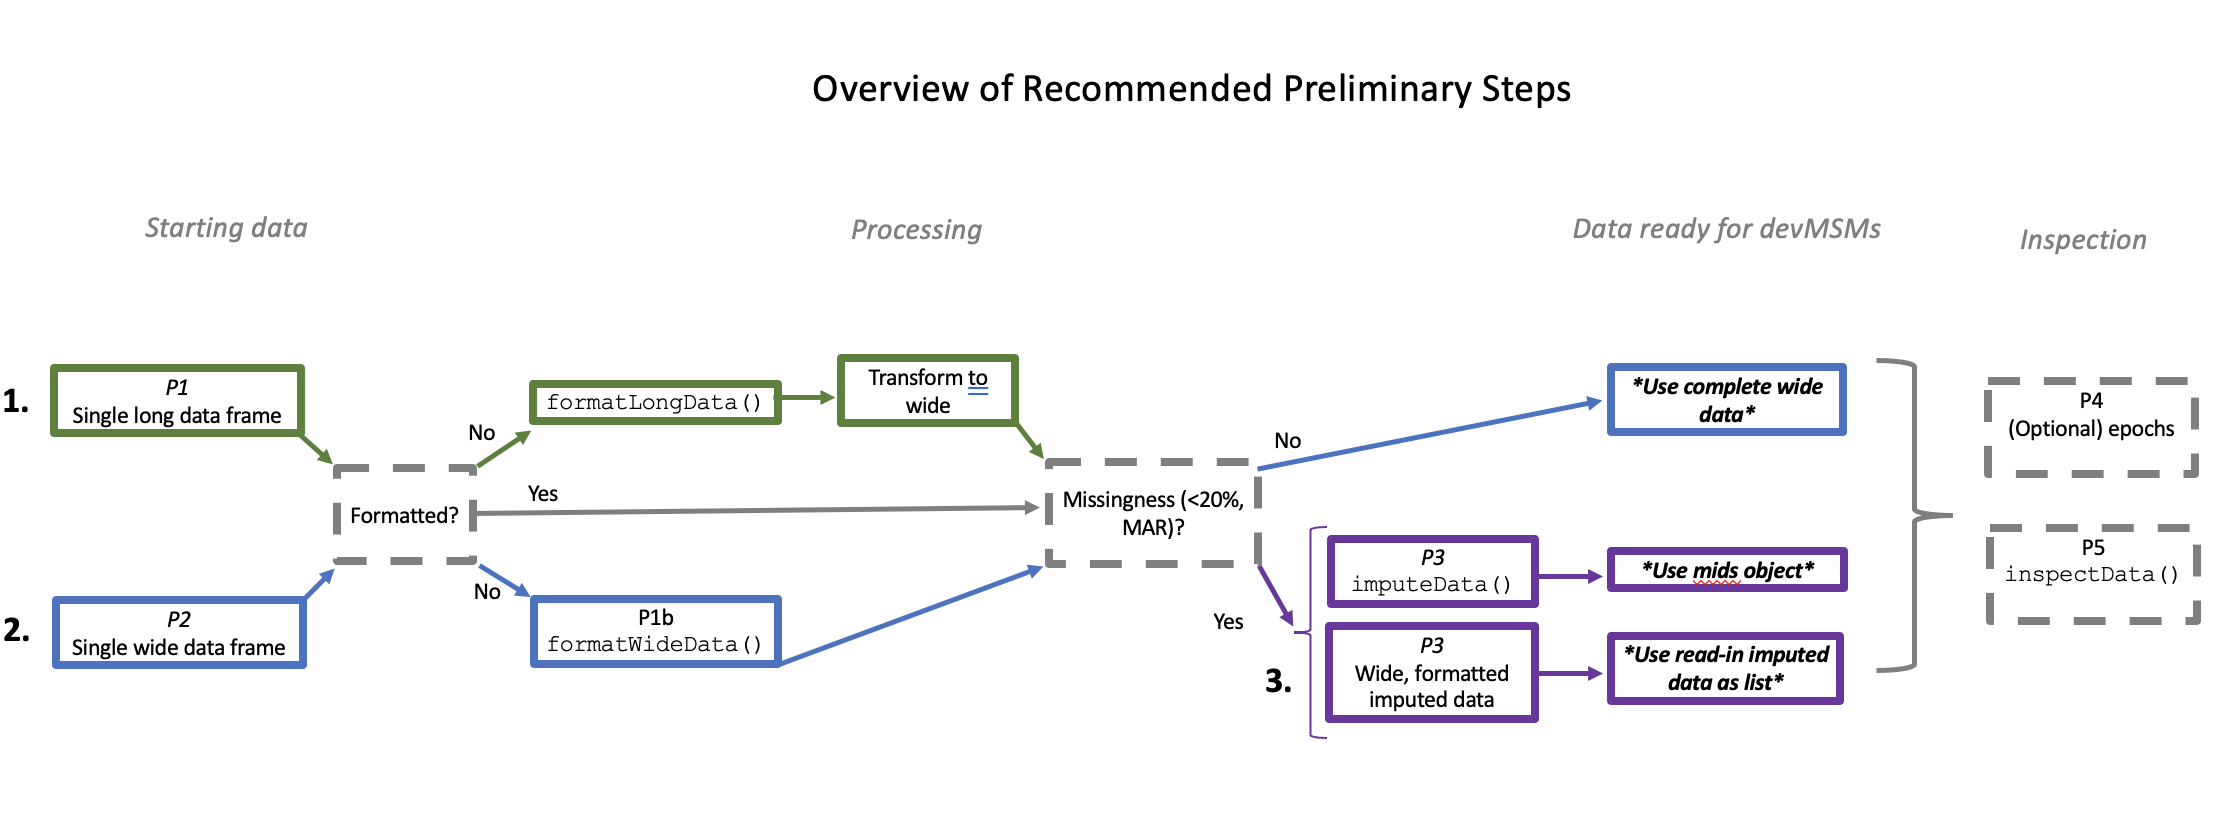 Overview of Recommended Preliminary Steps
Starting data
Processing
Data ready for devMSMs
Inspection
1.
P1
Single long data frame
No
formatLongData()
Transform to
wide
No
*Use complete wide
data*
P4
(Optional) epochs
Formatted?
Yes
Missingness (<20%,
MAR)?
2.
P2
Single wide data frame
No
P1b
formatWideData()
Yes
P3
imputeData()
*Use mids object*
P5
inspectData()
3.
P3
Wide, formatted
imputed data
*Use read-in imputed
data as list*